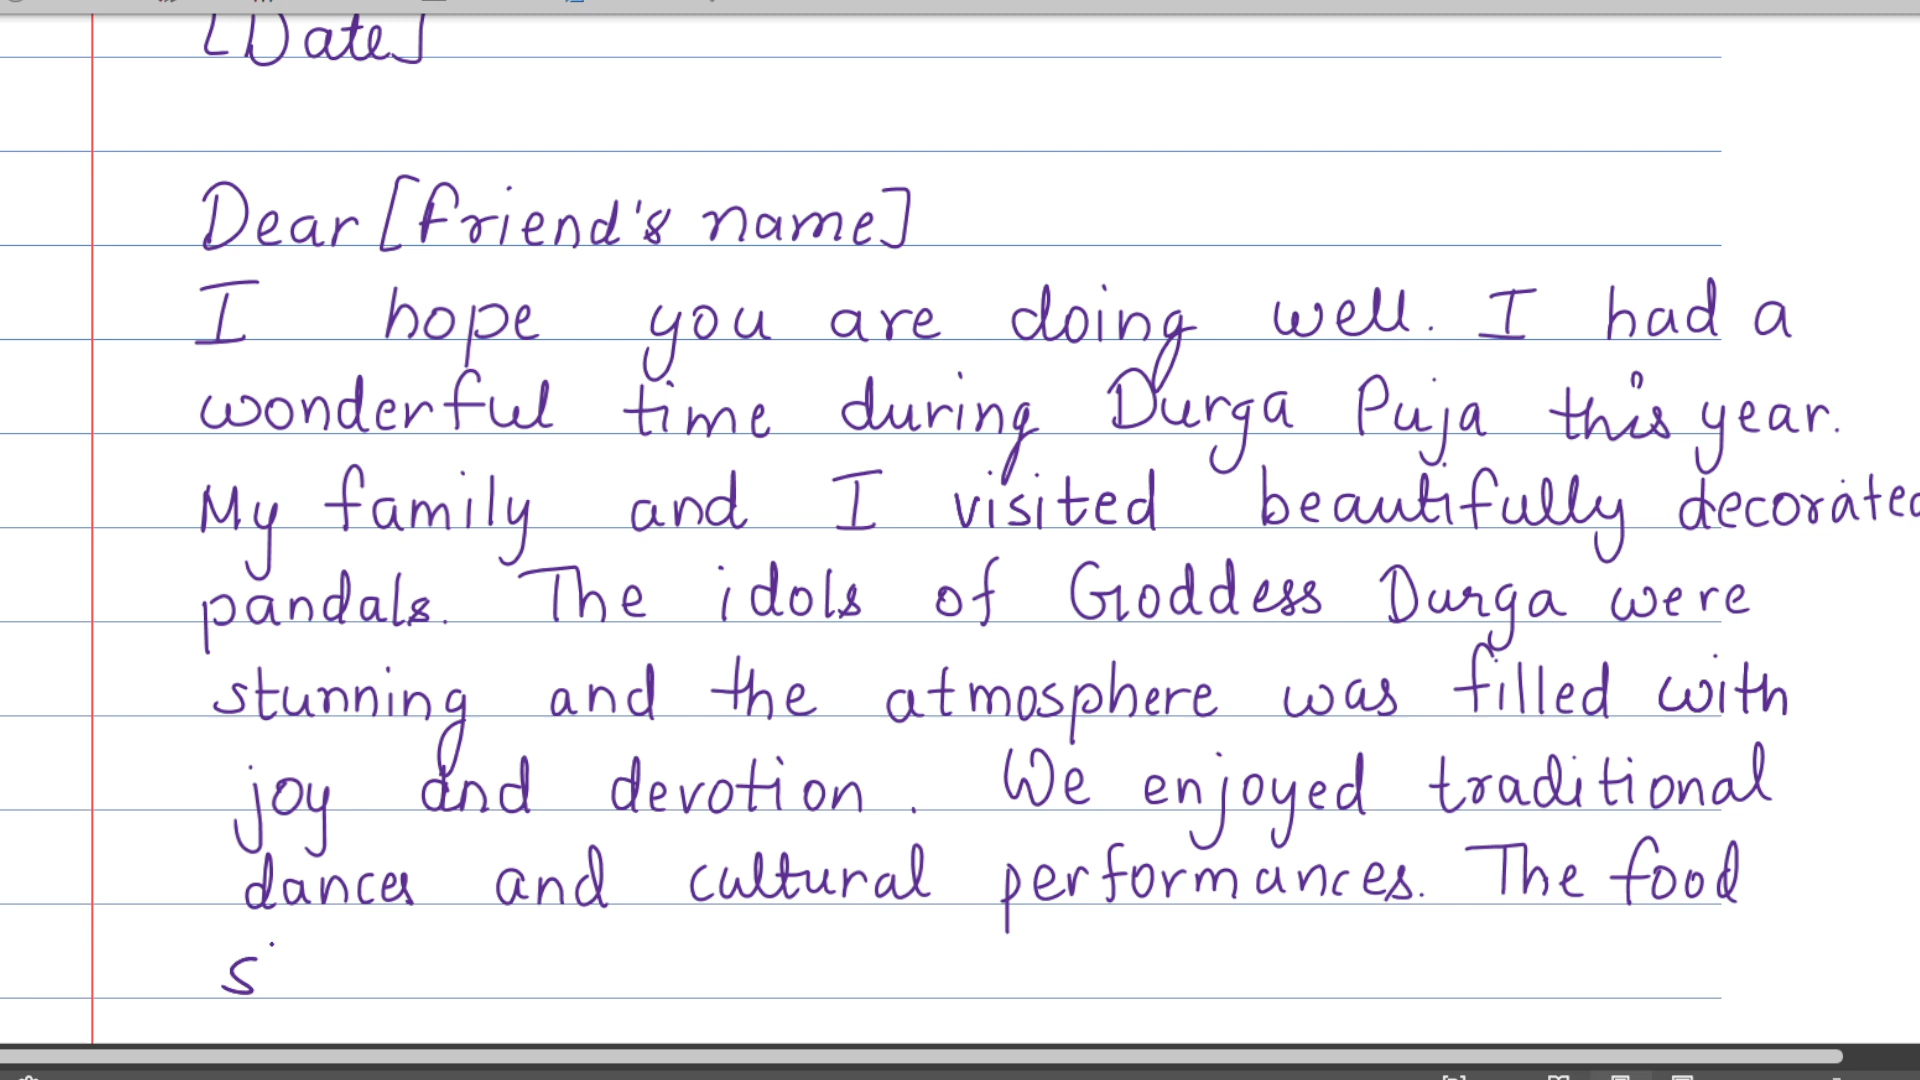 [Date]
Dear [friend's name]
I hope you are doing well. I had a
wonderful time during Durga Puja this year.
My family and I visited beautifully decorated
pandals. The idols of Goddess Durga were
stunning and the atmosphere was filled with
joy and devotion. We enjoyed traditional
dances and cultural performances. The food
s